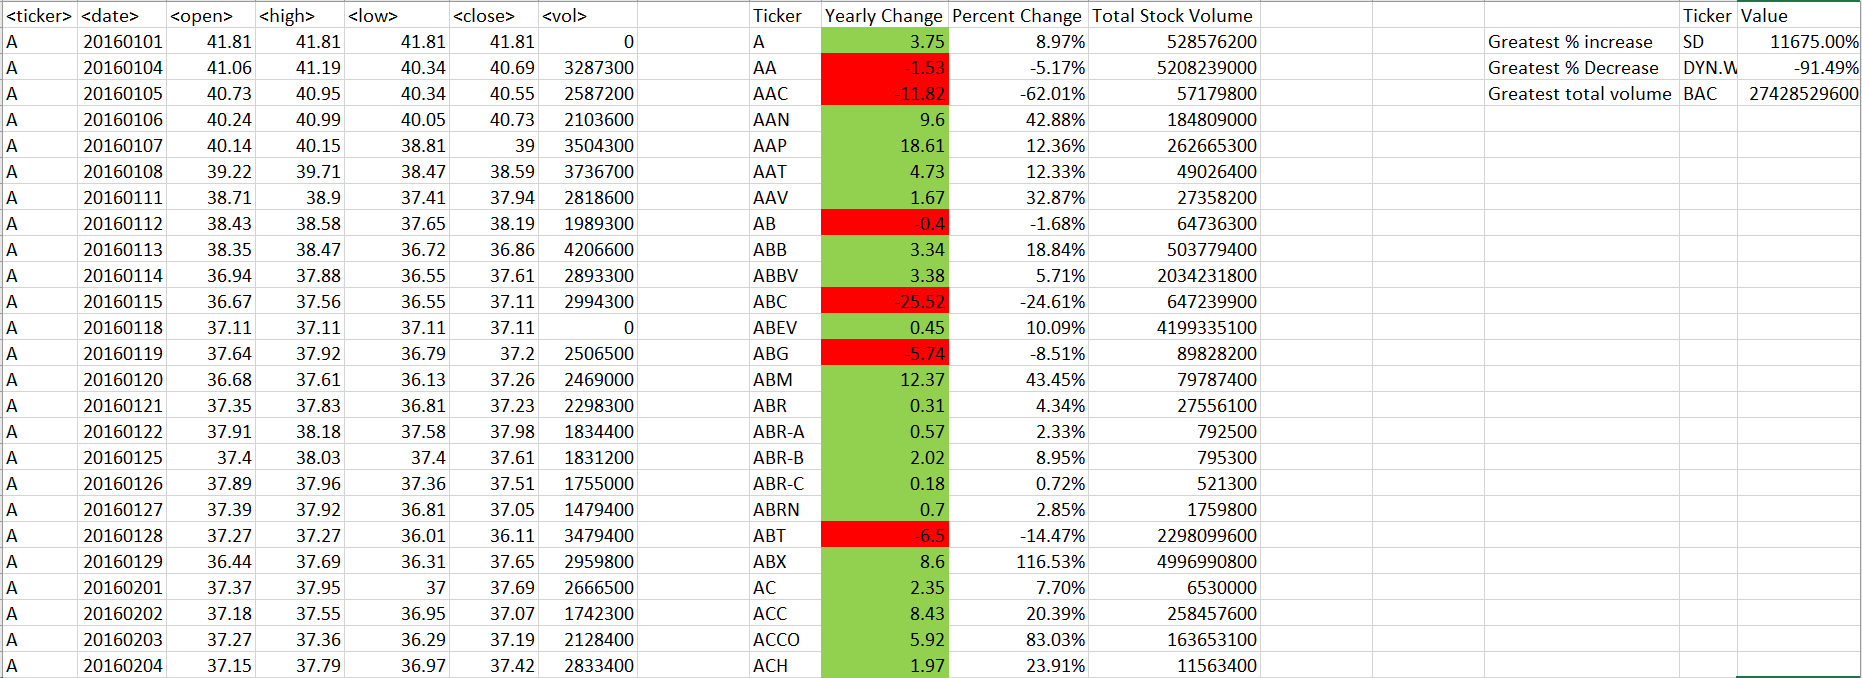 <ticker> <date> <open> <high> <low> <close> <vol> Ticker Yearly Change Percent Change Total Stock Volume Ticker Value
A 20160101 41.81 41.81 41.81 41.81 0 A 3.75 8.97% 528576200 Greatest % increase SD 11675.00%
A 20160104 41.06 41.19 40.34 40.69 3287300 AA -1.53 -5.17% 5208239000 Greatest % Decrease DYN.W -91.49%
A 20160105 40.73 40.95 40.34 40.55 2587200 AAC -11.82 -62.01% 57179800 Greatest total volume BAC 27428529600
A 20160106 40.24 40.99 40.05 40.73 2103600 AAN 9.6 42.88% 184809000
A 20160107 40.14 40.15 38.81 39 3504300 AAP 18.61 12.36% 262665300
A 20160108 39.22 39.71 38.47 38.59 3736700 AAT 4.73 12.33% 49026400
A 20160111 38.71 38.9 37.41 37.94 2818600 AAV 1.67 32.87% 27358200
A 20160112 38.43 38.58 37.65 38.19 1989300 AB -0.4 -1.68% 64736300
A 20160113 38.35 38.47 36.72 36.86 4206600 ABB 3.34 18.84% 503779400
A 20160114 36.94 37.88 36.55 37.61 2893300 ABBV 3.38 5.71% 2034231800
A 20160115 36.67 37.56 36.55 37.11 2994300 ABC -25.52 -24.61% 647239900
A 20160118 37.11 37.11 37.11 37.11 0 ABEV 0.45 10.09% 4199335100
A 20160119 37.64 37.92 36.79 37.2 2506500 ABG -5.74 -8.51% 89828200
A 20160120 36.68 37.61 36.13 37.26 2469000 ABM 12.37 43.45% 79787400
A 20160121 37.35 37.83 36.81 37.23 2298300 ABR 0.31 4.34% 27556100
A 20160122 37.91 38.18 37.58 37.98 1834400 ABR-A 0.57 2.33% 792500
A 20160125 37.4 38.03 37.4 37.61 1831200 ABR-B 2.02 8.95% 795300
A 20160126 37.89 37.96 37.36 37.51 1755000 ABR-C 0.18 0.72% 521300
A 20160127 37.39 37.92 36.81 37.05 1479400 ABRN 0.7 2.85% 1759800
A 20160128 37.27 37.27 36.01 36.11 3479400 ABT -6.5 -14.47% 2298099600
A 20160129 36.44 37.69 36.31 37.65 2959800 ABX 8.6 116.53% 4996990800
A 20160201 37.37 37.95 37 37.69 2666500 AC 2.35 7.70% 6530000
A 20160202 37.18 37.55 36.95 37.07 1742300 ACC 8.43 20.39% 258457600
A 20160203 37.27 37.36 36.29 37.19 2128400 ACCO 5.92 83.03% 163653100
A 20160204 37.15 37.79 36.97 37.42 2833400 ACH 1.97 23.91% 11563400